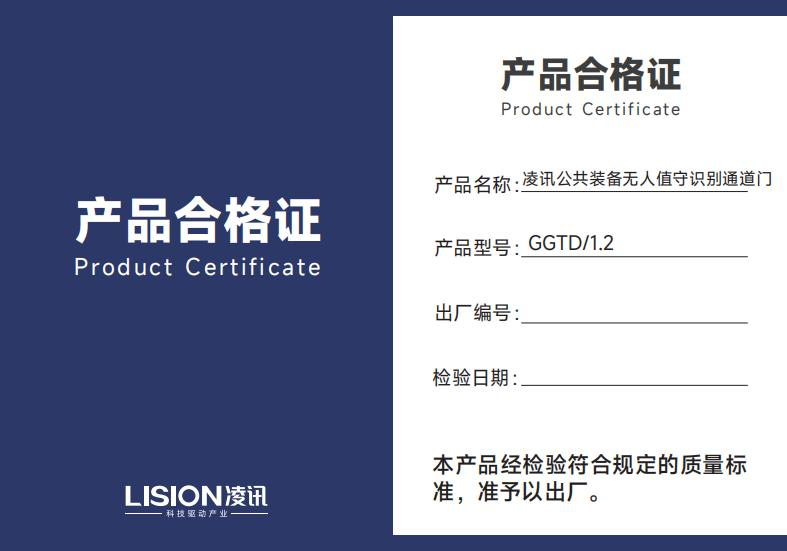 产品合格证
Product Certificate
LISION凌讯
科技驱动产业
产品合格证
Product Certificate
产品名称：凌讯公共装备无人值守识别通道门
产品型号：GGTD/1.2
出厂编号：
检验日期：
本产品经检验符合规定的质量标
准，准予以出厂。